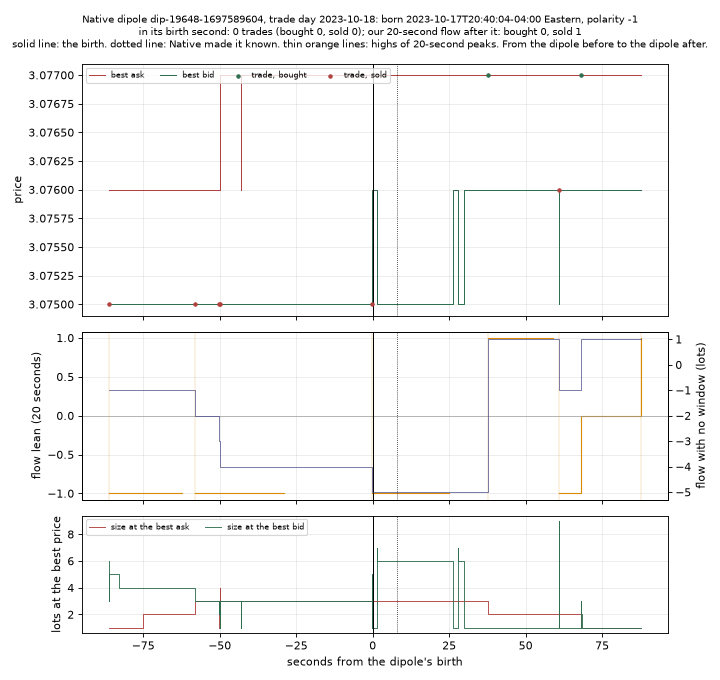 Native dipole dip-19648-1697589604, trade day 2023-10-18: born 2023-10-17T20:40:04-04:00 Eastern, polarity -1
in its birth second: 0 trades (bought 0, sold 0); our 20-second flow after it: bought 0, sold 1
solid line: the birth. dotted line: Native made it known. thin orange lines: highs of 20-second peaks. From the dipole before to the dipole after.
best ask best bid trade, bought trade, sold
3.07700
3.07675
3.07650
3.07625
3.07600
3.07575
3.07550
3.07525
3.07500
price
1.0
0.5
0.0
−0.5
−1.0
flow lean (20 seconds)
1
0
−1
−2
−3
−4
−5
flow with no window (lots)
size at the best ask size at the best bid
8
6
4
2
lots at the best price
−75 −50 −25 0 25 50 75
seconds from the dipole's birth